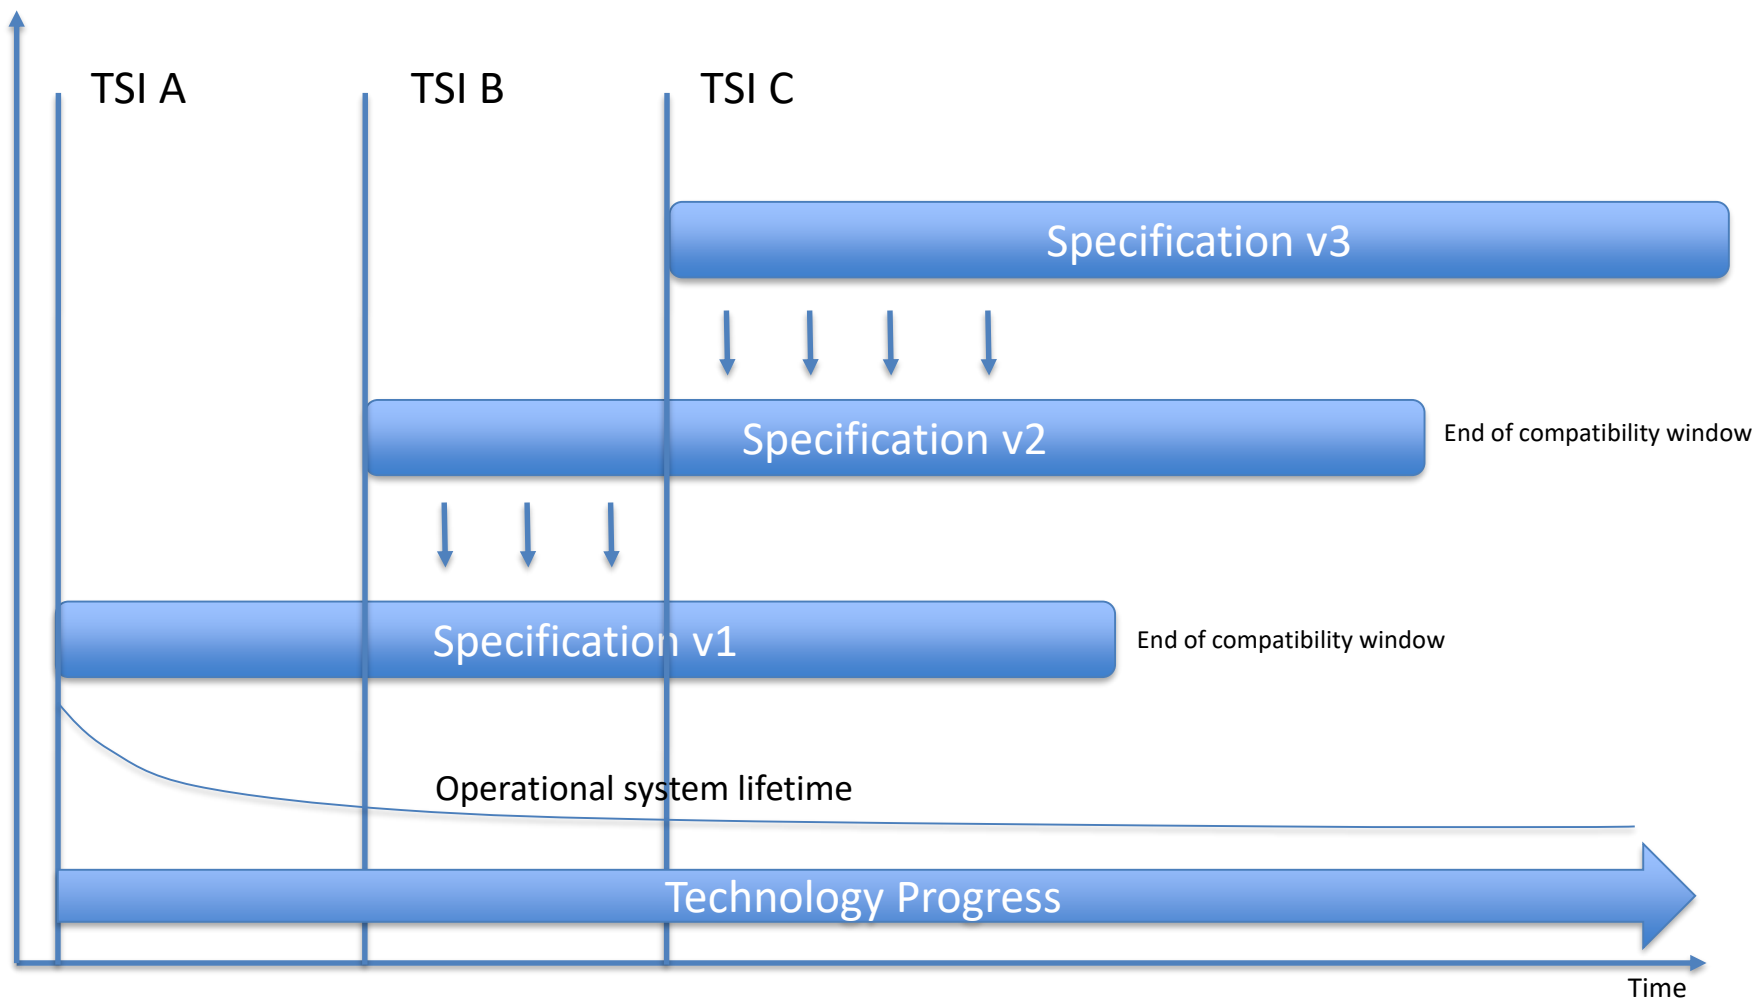 TSI A
TSI B
TSI C
Specification v3
Specification v2
End of compatibility window
Specification v1
End of compatibility window
Operational system lifetime
Technology Progress
Time